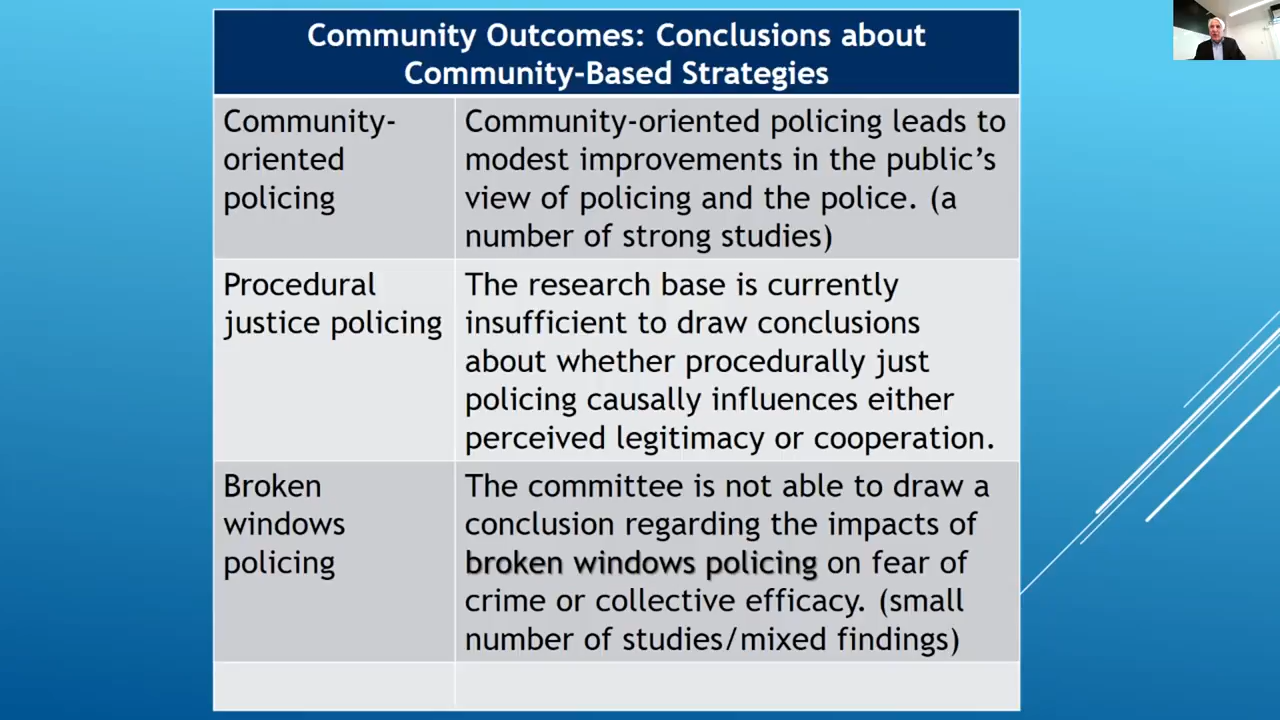 Community Outcomes: Conclusions about
Community-Based Strategies
Community-
oriented
policing
Community-oriented policing leads to
modest improvements in the public’s
view of policing and the police. (a
number of strong studies)
Procedural
justice policing
The research base is currently
insufficient to draw conclusions
about whether procedurally just
policing causally influences either
perceived legitimacy or cooperation.
Broken
windows
policing
The committee is not able to draw a
conclusion regarding the impacts of
broken windows policing on fear of
crime or collective efficacy. (small
number of studies/mixed findings)